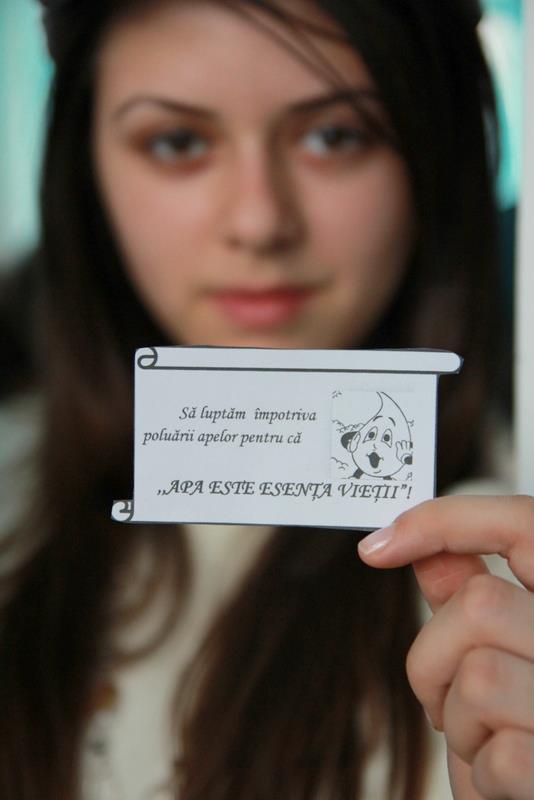 Să luptăm împotriva
poluării apelor pentru că
,,APA ESTE ESENȚA VIEȚII"!